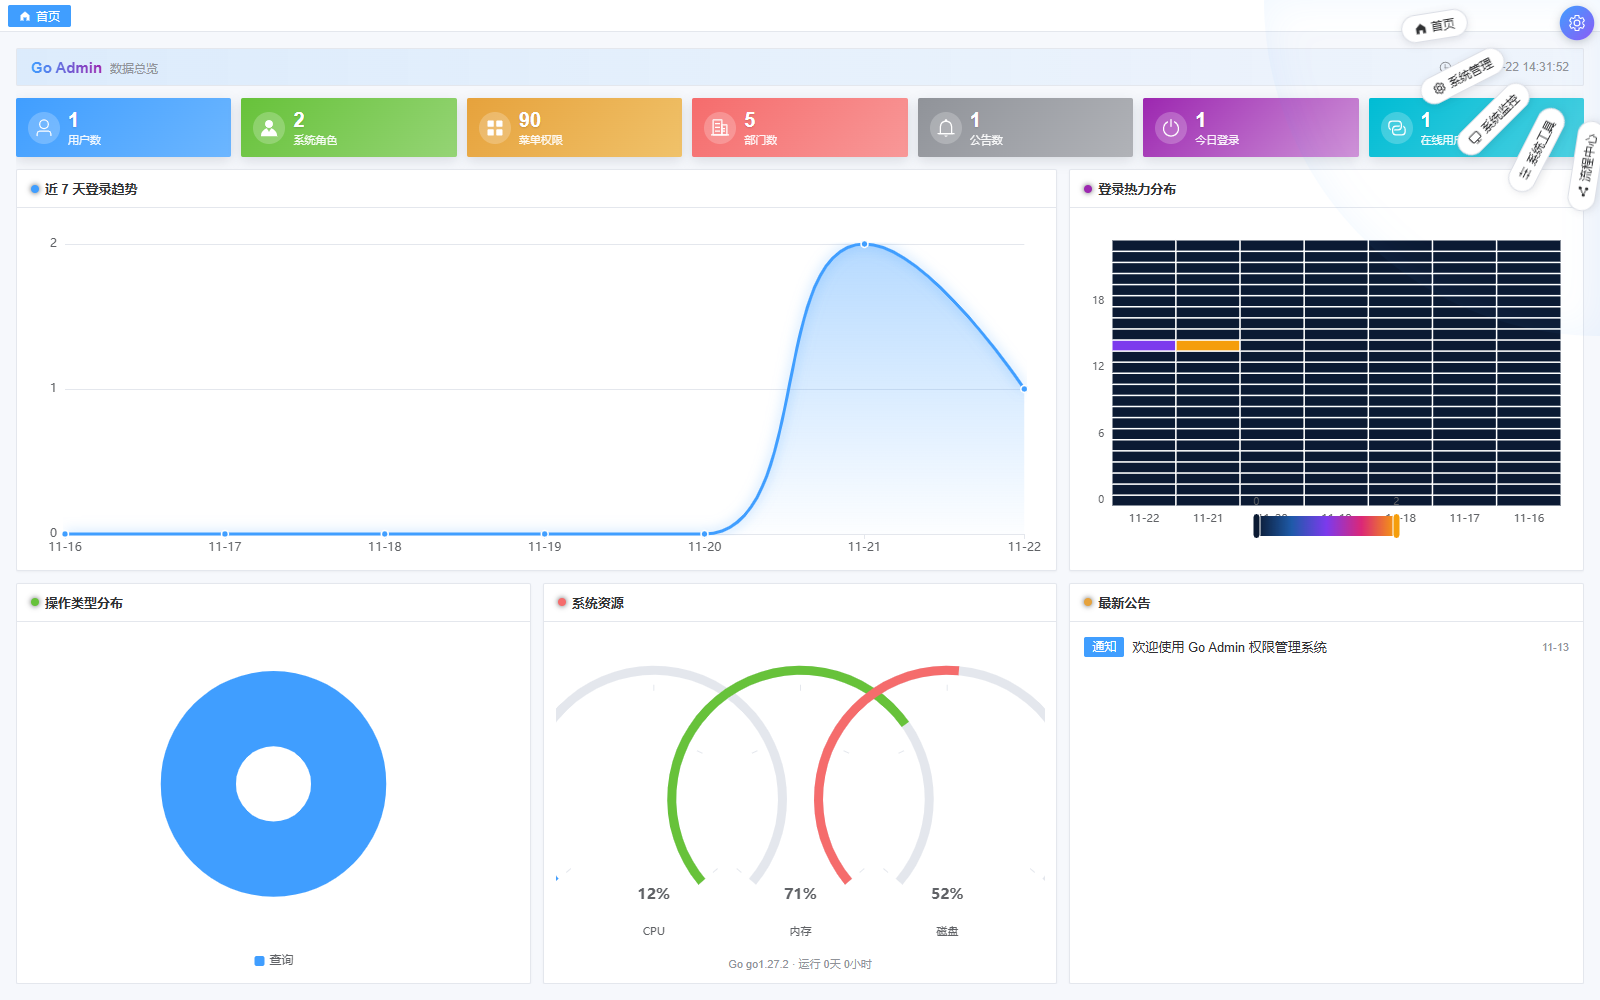 首页
首页
系统管理
系统监控
系统工具
流程中心
Go Admin 数据总览
-22 14:31:52
1
用户数
2
系统角色
90
菜单权限
5
部门数
1
公告数
1
今日登录
1
在线用户
近 7 天登录趋势
2
1
0
11-16 11-17 11-18 11-19 11-20 11-21 11-22
登录热力分布
18
12
6
0
0 2
11-22 11-21 -18 11-17 11-16
操作类型分布
查询
系统资源
12% 71% 52%
CPU 内存 磁盘
Go go1.27.2 · 运行 0天 0小时
最新公告
通知 欢迎使用 Go Admin 权限管理系统 11-13